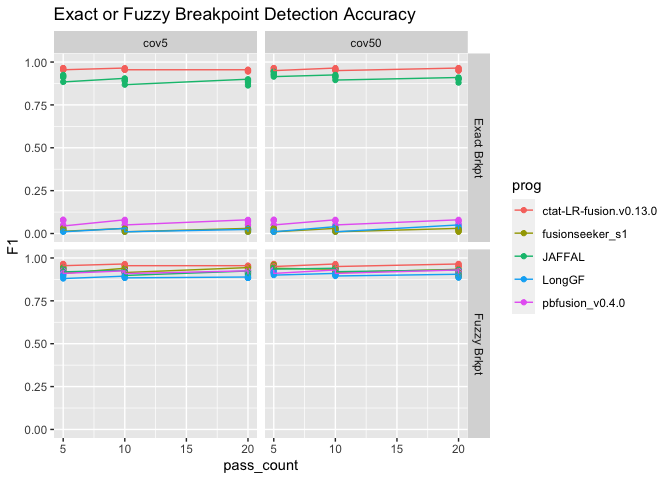 Exact or Fuzzy Breakpoint Detection Accuracy
cov5
cov50
F1
1.00
0.75
0.50
0.25
0.00
Exact Brkpt
1.00
0.75
0.50
0.25
0.00
Fuzzy Brkpt
5
10
15
20
5
10
15
20
pass_count
prog
ctat-LR-fusion.v0.13.0
fusionseeker_s1
JAFFAL
LongGF
pbfusion_v0.4.0